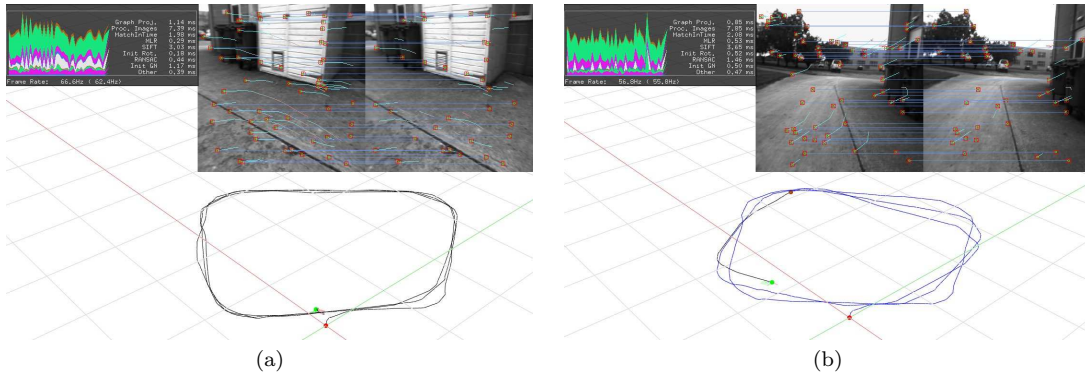 Graph Proj. 1.14 ms
Proc. Images 7.39 ms
MatchInTime 1.98 ms
MLR 0.29 ms
SIFT 3.03 ms
Init Rot. 0.18 ms
RANSAC 0.44 ms
Init GN 1.17 ms
Other 0.39 ms
Frame Rate: 66.6Hz ( 62.4Hz)
Graph Proj. 0.85 ms
Proc. Images 7.85 ms
MatchInTime 2.08 ms
MLR 0.53 ms
SIFT 3.65 ms
Init Rot. 0.52 ms
RANSAC 1.46 ms
Init GN 0.50 ms
Other 0.47 ms
Frame Rate: 56.8Hz ( 55.8Hz)
(a)
(b)